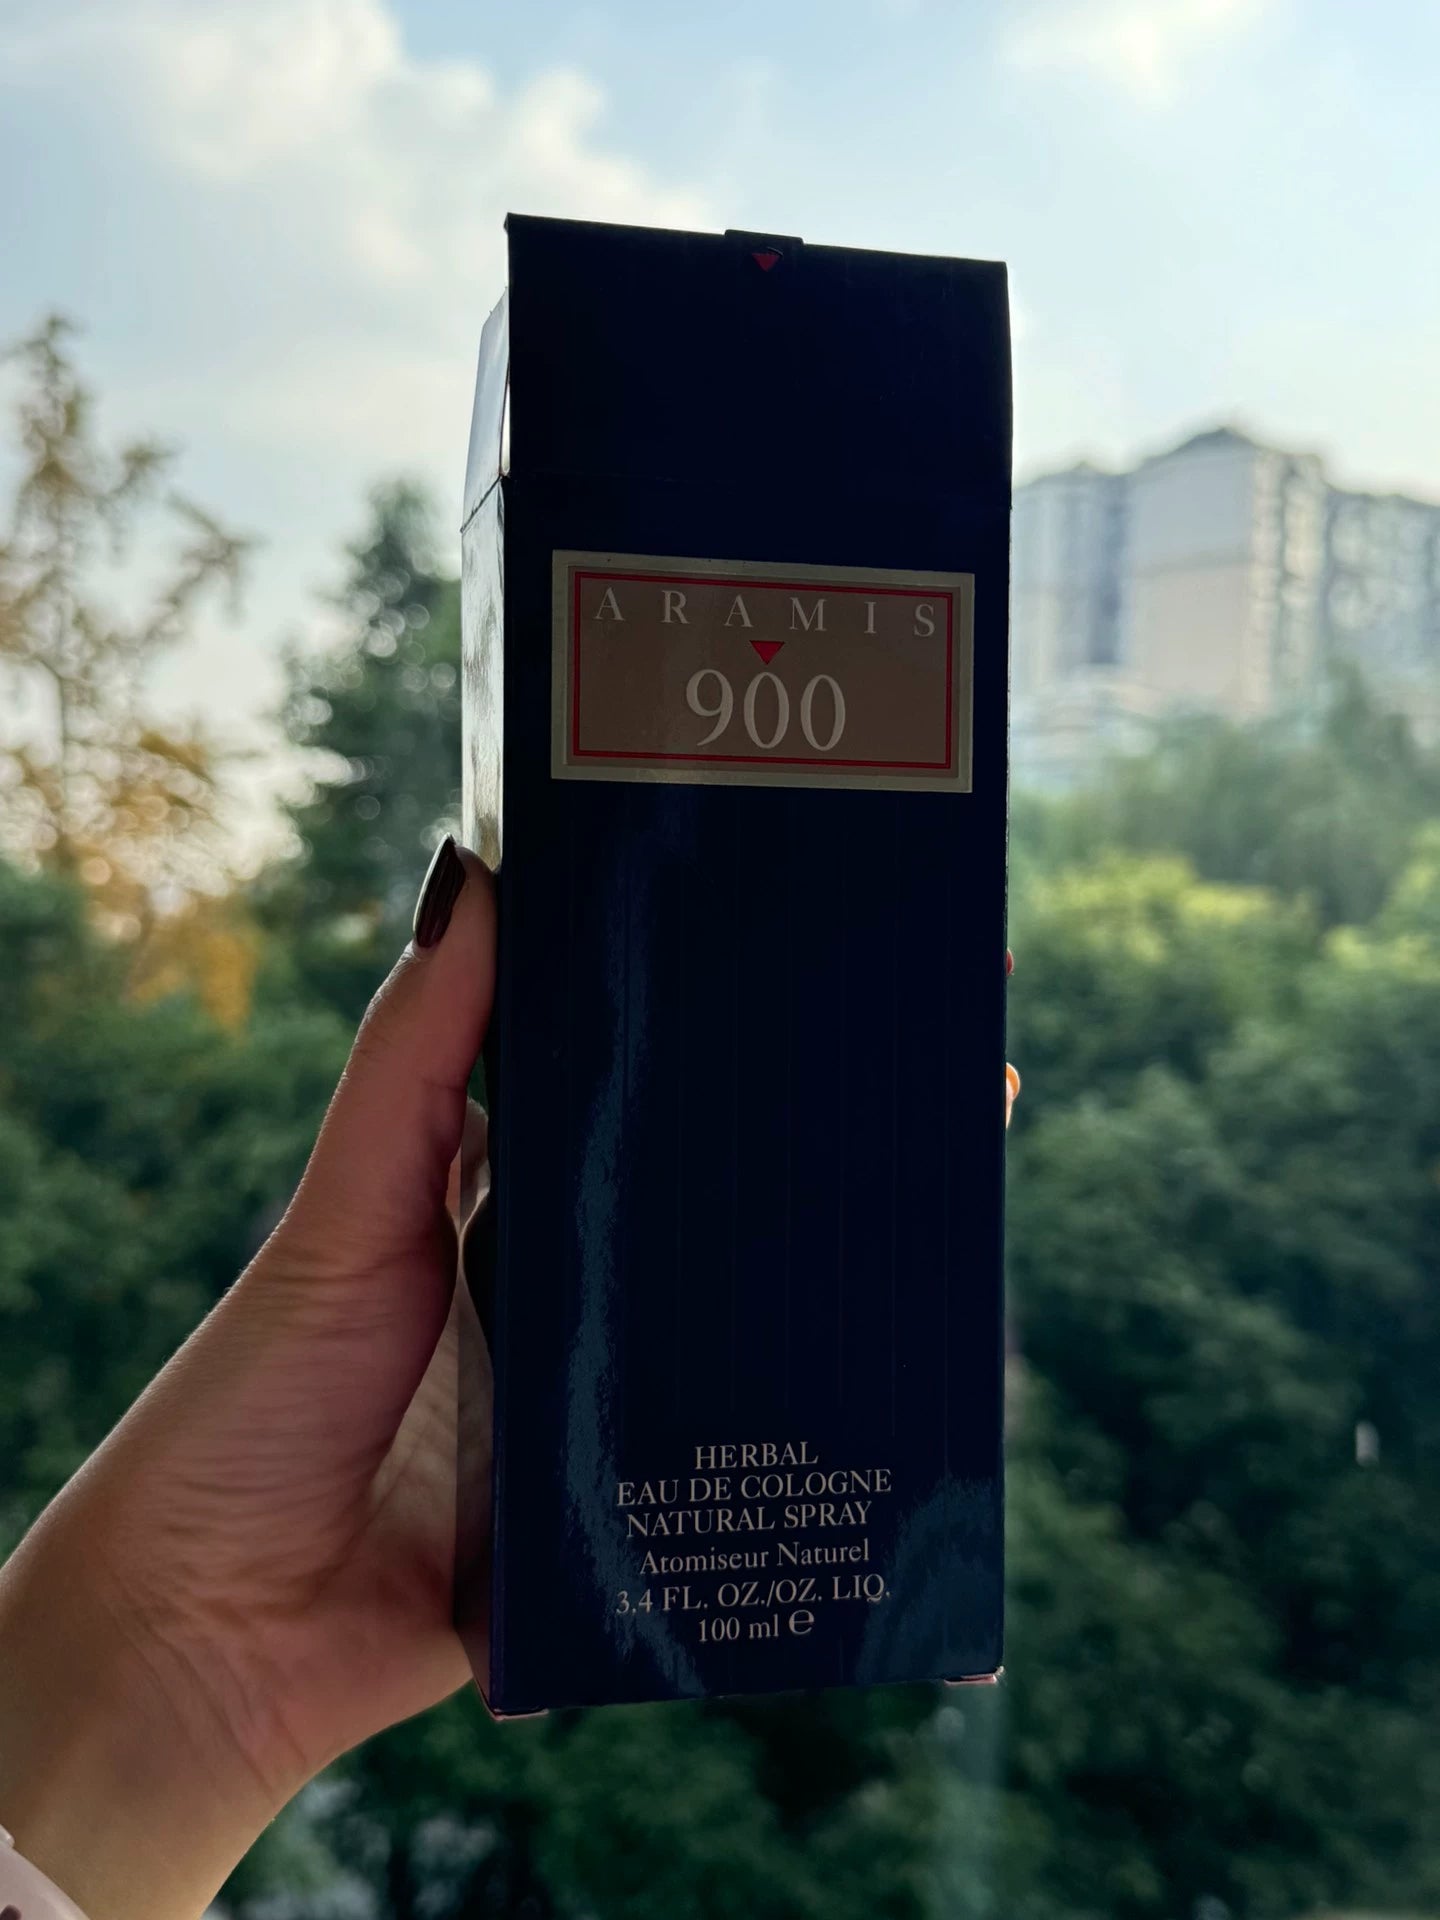 ARAMIS
900
HERBAL
EAU DE COLOGNE
NATURAL SPRAY
Atomiseur Naturel
3.4 FL. OZ./OZ. LIQ.
100 ml ℮